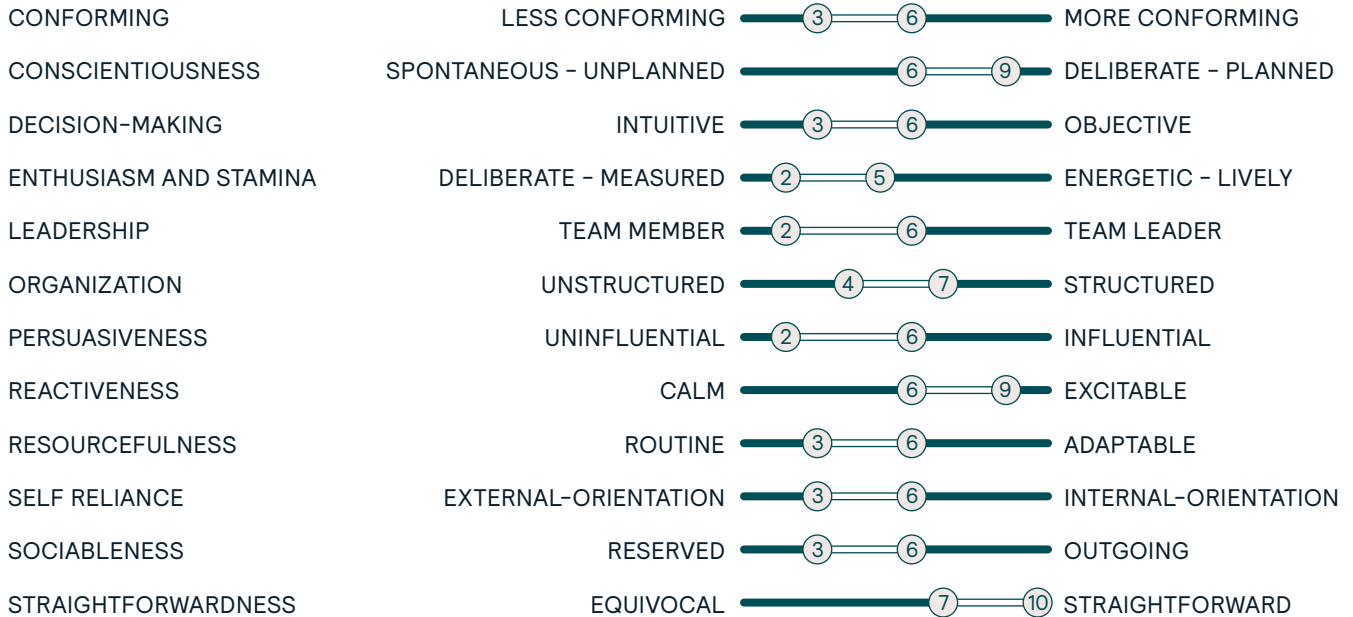 CONFORMING LESS CONFORMING 3 6 MORE CONFORMING
CONSCIENTIOUSNESS SPONTANEOUS - UNPLANNED 6 9 DELIBERATE - PLANNED
DECISION-MAKING INTUITIVE 3 6 OBJECTIVE
ENTHUSIASM AND STAMINA DELIBERATE - MEASURED 2 5 ENERGETIC - LIVELY
LEADERSHIP TEAM MEMBER 2 6 TEAM LEADER
ORGANIZATION UNSTRUCTURED 4 7 STRUCTURED
PERSUASIVENESS UNINFLUENTIAL 2 6 INFLUENTIAL
REACTIVENESS CALM 6 9 EXCITABLE
RESOURCEFULNESS ROUTINE 3 6 ADAPTABLE
SELF RELIANCE EXTERNAL-ORIENTATION 3 6 INTERNAL-ORIENTATION
SOCIABLENESS RESERVED 3 6 OUTGOING
STRAIGHTFORWARDNESS EQUIVOCAL 7 10 STRAIGHTFORWARD